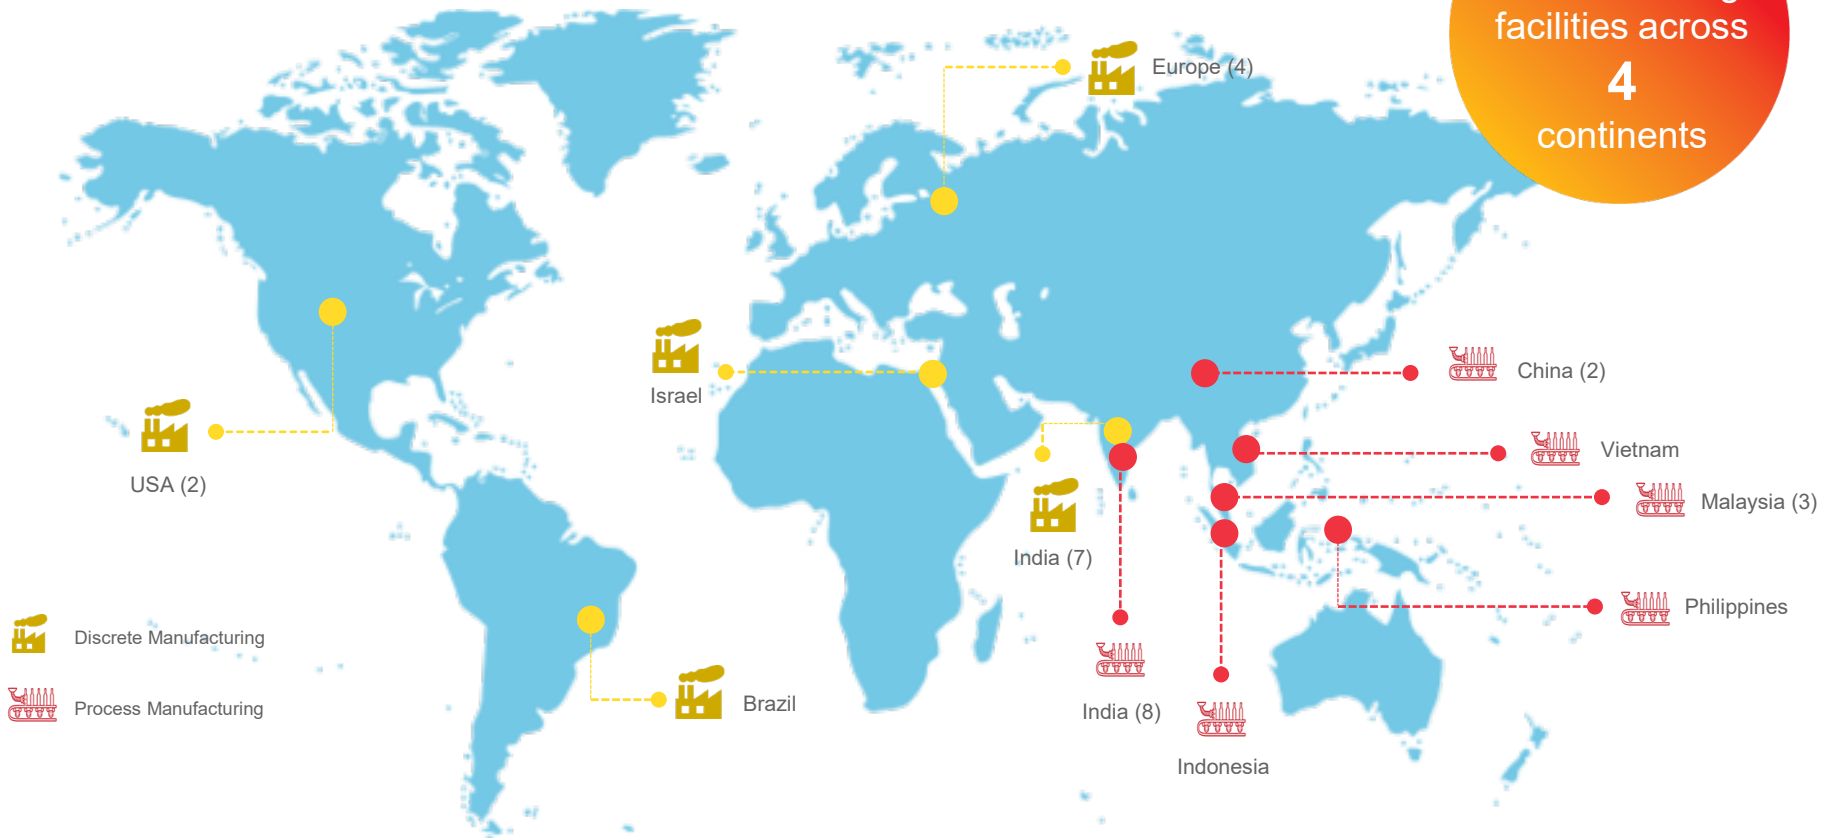 facilities across
4
continents
Europe (4)
Israel
China (2)
USA (2)
Vietnam
Malaysia (3)
India (7)
Philippines
Discrete Manufacturing
Process Manufacturing
Brazil
India (8)
Indonesia